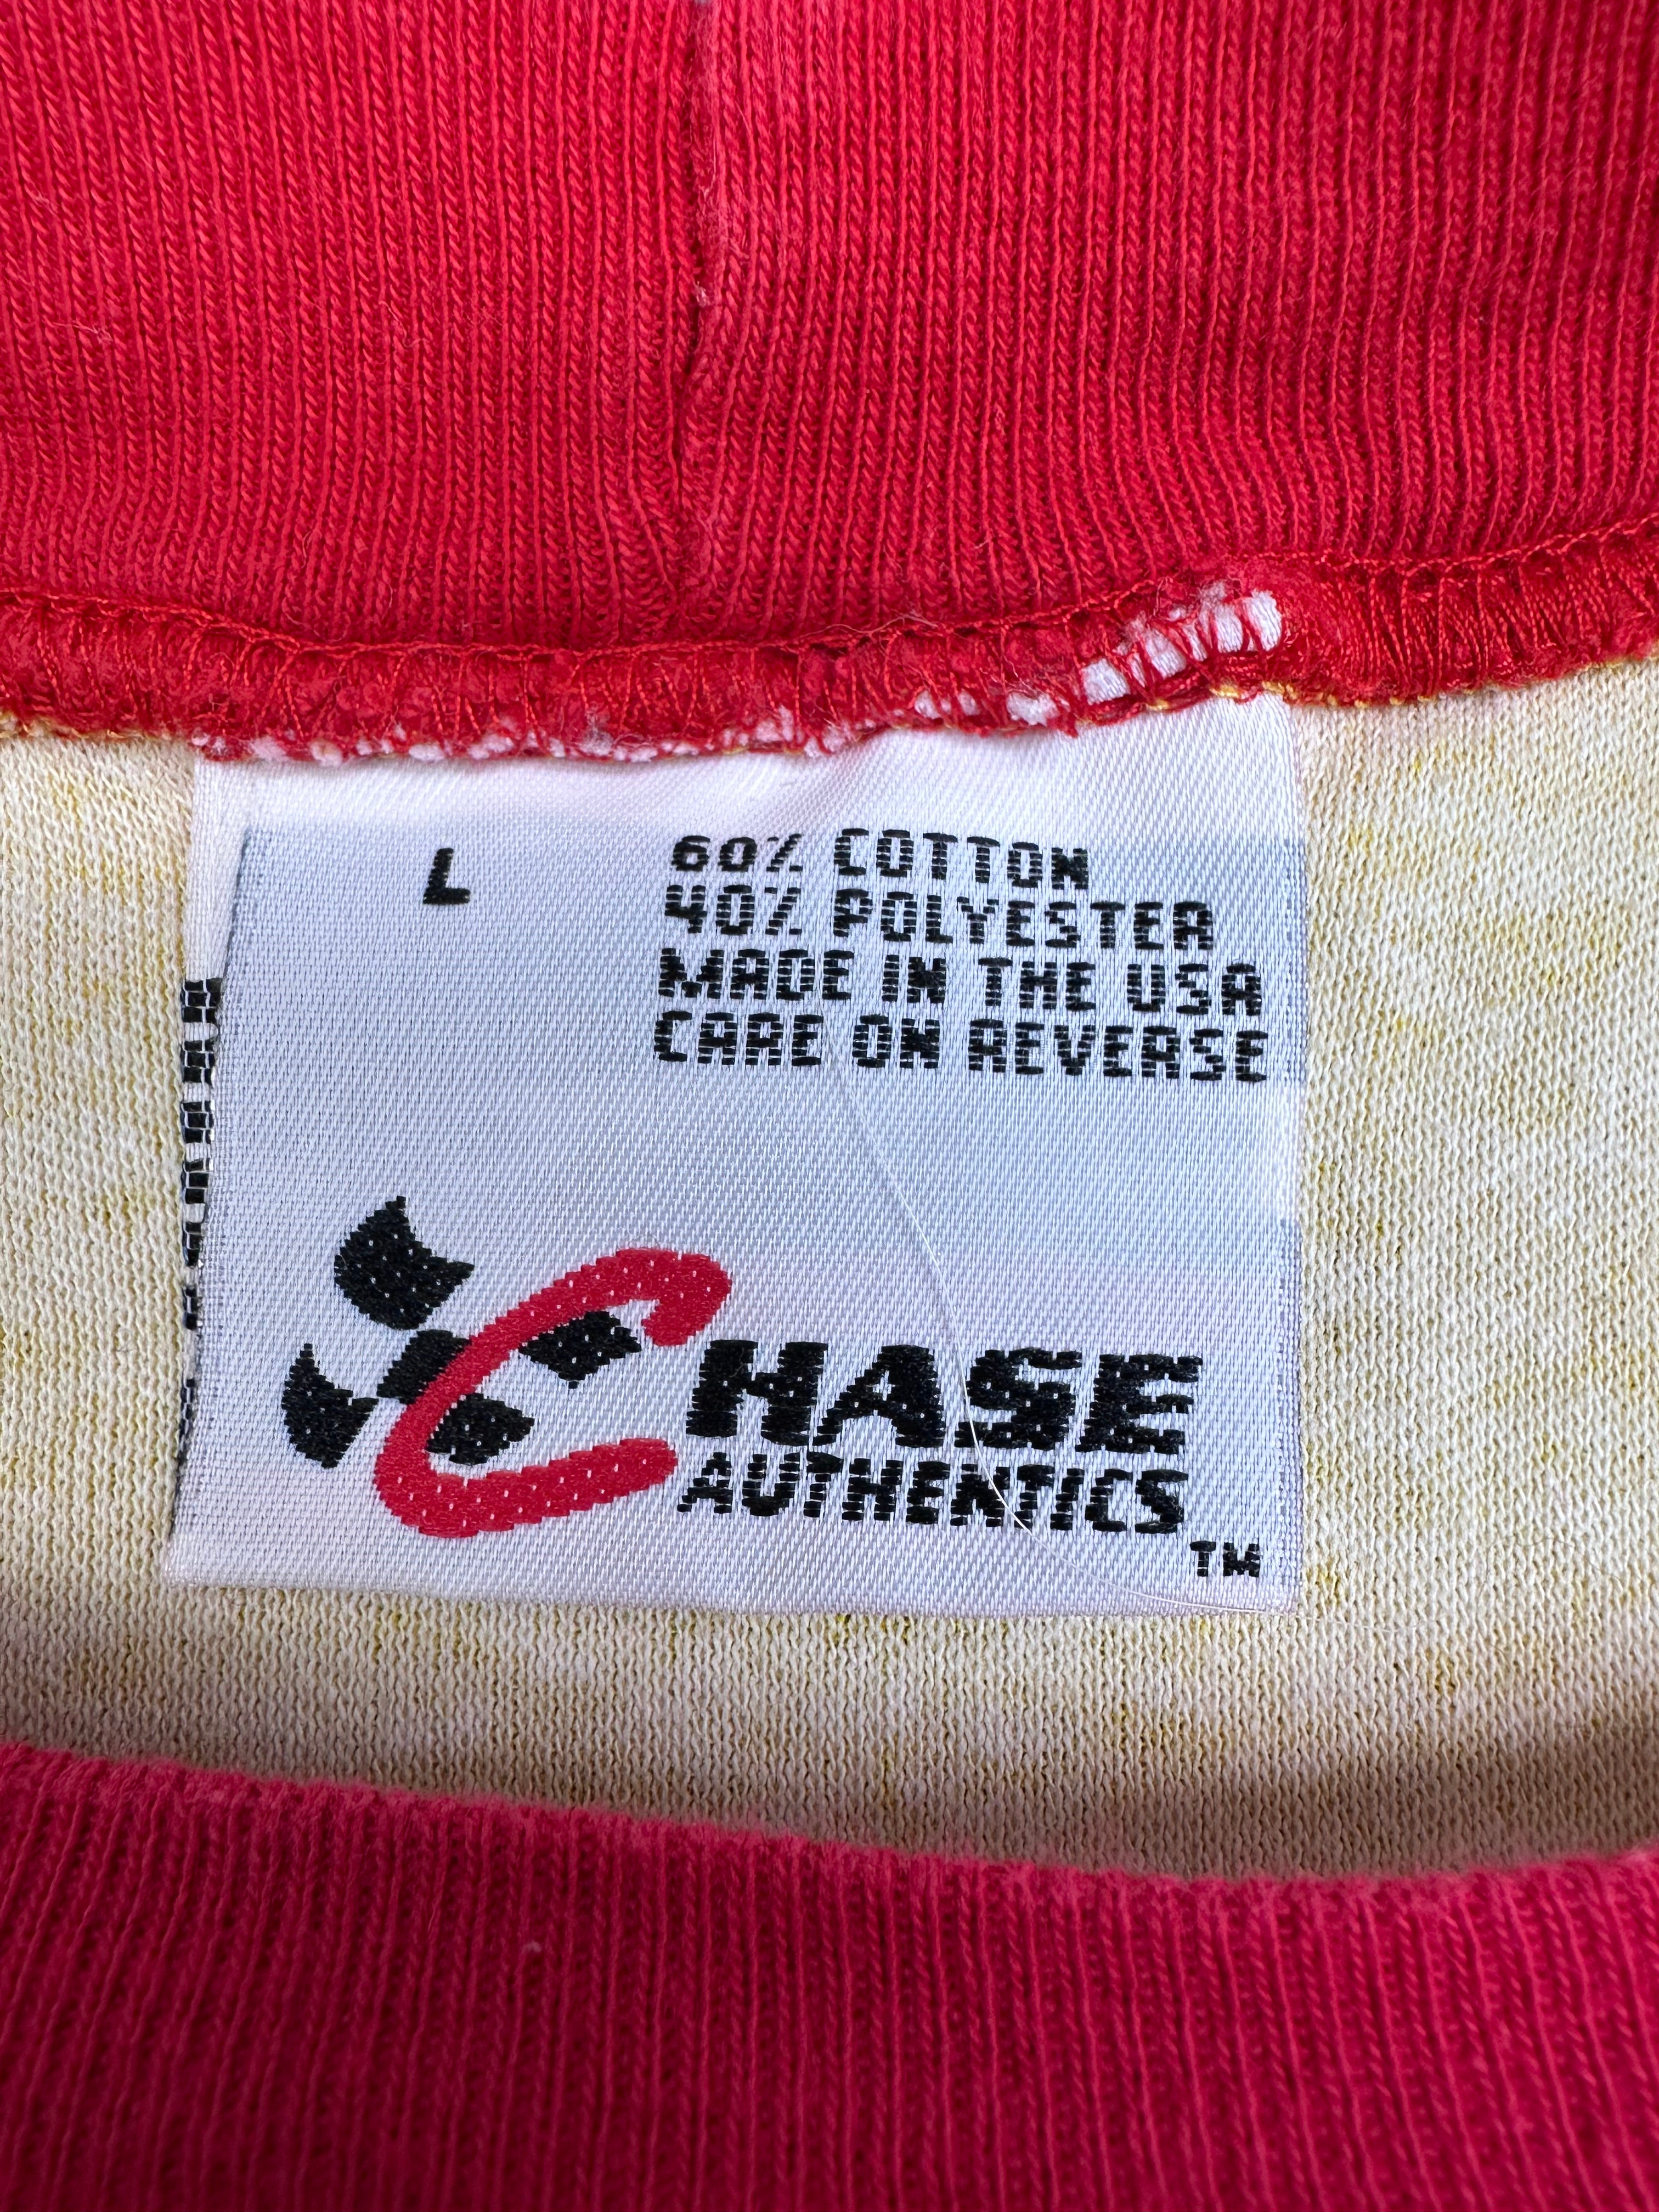 L
60% COTTON
40% POLYESTER
MADE IN THE USA
CARE ON REVERSE
CHASE
AUTHENTICS
TM